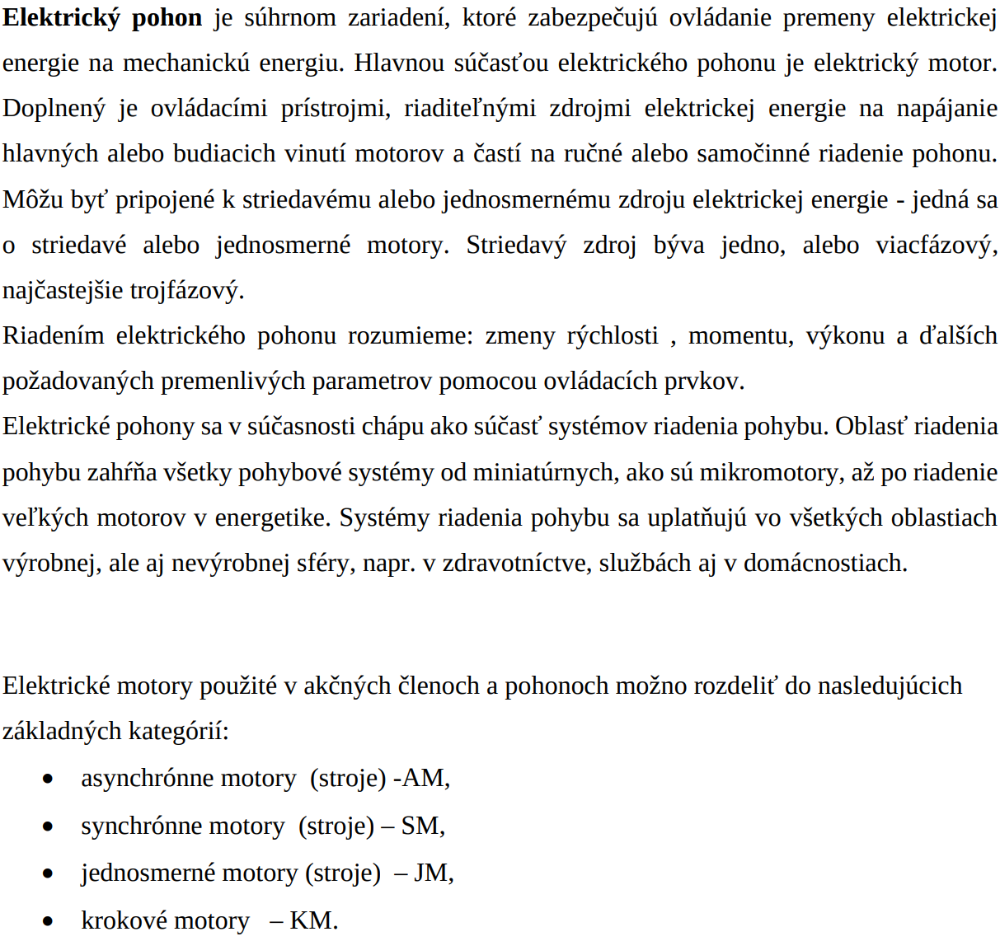 Elektrický pohon je súhrnom zariadení, ktoré zabezpečujú ovládanie premeny elektrickej
energie na mechanickú energiu. Hlavnou súčasťou elektrického pohonu je elektrický motor.
Doplnený je ovládacími prístrojmi, riaditeľnými zdrojmi elektrickej energie na napájanie
hlavných alebo budiacich vinutí motorov a častí na ručné alebo samočinné riadenie pohonu.
Môžu byť pripojené k striedavému alebo jednosmernému zdroju elektrickej energie - jedná sa
o striedavé alebo jednosmerné motory. Striedavý zdroj býva jedno, alebo viacfázový,
najčastejšie trojfázový.
Riadením elektrického pohonu rozumieme: zmeny rýchlosti , momentu, výkonu a ďalších
požadovaných premenlivých parametrov pomocou ovládacích prvkov.
Elektrické pohony sa v súčasnosti chápu ako súčasť systémov riadenia pohybu. Oblasť riadenia
pohybu zahŕňa všetky pohybové systémy od miniatúrnych, ako sú mikromotory, až po riadenie
veľkých motorov v energetike. Systémy riadenia pohybu sa uplatňujú vo všetkých oblastiach
výrobnej, ale aj nevýrobnej sféry, napr. v zdravotníctve, službách aj v domácnostiach.
Elektrické motory použité v akčných členoch a pohonoch možno rozdeliť do nasledujúcich
základných kategórií:
• asynchrónne motory  (stroje) -AM,
• synchrónne motory  (stroje) – SM,
• jednosmerné motory (stroje)  – JM,
• krokové motory   – KM.